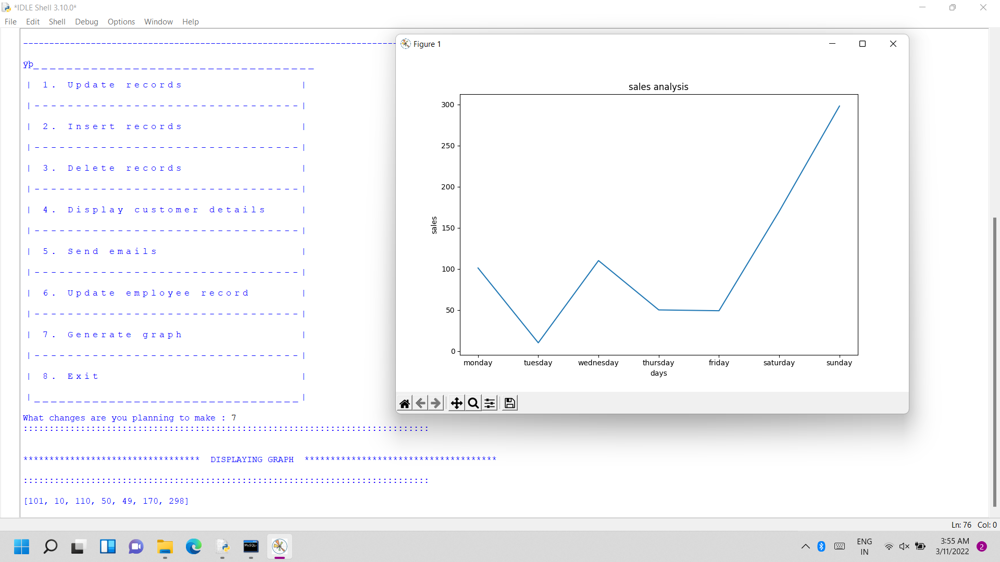 *IDLE Shell 3.10.0*
File Edit Shell Debug Options Window Help
--------------------------------------------------------------------------
ÿþ__________________________________
| 1. Update records |
|--------------------------------|
| 2. Insert records |
|--------------------------------|
| 3. Delete records |
|--------------------------------|
| 4. Display customer details |
|--------------------------------|
| 5. Send emails |
|--------------------------------|
| 6. Update employee record |
|--------------------------------|
| 7. Generate graph |
|--------------------------------|
| 8. Exit |
|________________________________|
What changes are you planning to make : 7
::::::::::::::::::::::::::::::::::::::::::::::::::::::::::::::::::::::::::::::
********************************** DISPLAYING GRAPH *************************************
::::::::::::::::::::::::::::::::::::::::::::::::::::::::::::::::::::::::::::::
[101, 10, 110, 50, 49, 170, 298]
Figure 1
sales analysis
300
250
200
150
100
50
0
sales
monday tuesday wednesday thursday friday saturday sunday
days
Ln: 76 Col: 0
MySQL
ENG
IN
3:55 AM
3/11/2022
2